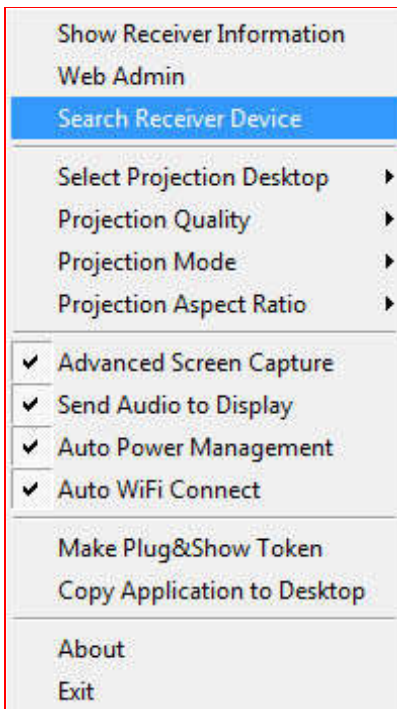 Show Receiver Information
Web Admin
Search Receiver Device
Select Projection Desktop
Projection Quality
Projection Mode
Projection Aspect Ratio
Advanced Screen Capture
Send Audio to Display
Auto Power Management
Auto WiFi Connect
Make Plug&Show Token
Copy Application to Desktop
About
Exit